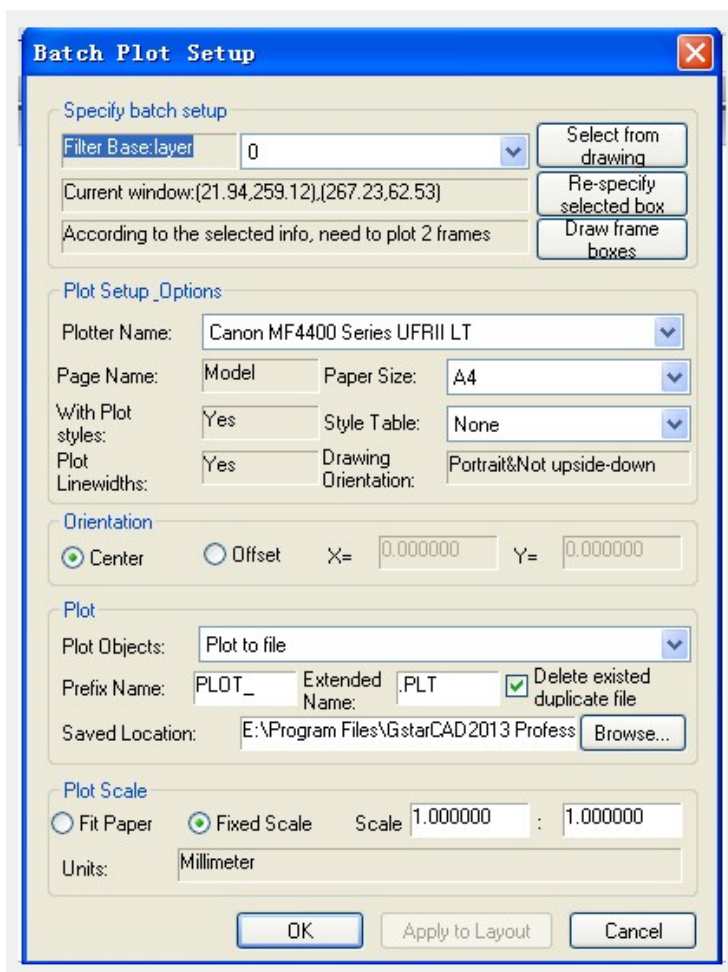 Batch Plot Setup
Specify batch setup
Filter Base:layer 0 Select from drawing
Current window:(21.94,259.12),(267.23,62.53) Re-specify selected box
According to the selected info, need to plot 2 frames Draw frame boxes
Plot Setup_Options
Plotter Name: Canon MF4400 Series UFRII LT
Page Name: Model Paper Size: A4
With Plot styles: Yes Style Table: None
Plot Linewidths: Yes Drawing Orientation: Portrait&Not upside-down
Orientation
Center Offset X= 0.000000 Y= 0.000000
Plot
Plot Objects: Plot to file
Prefix Name: PLOT_ Extended Name: .PLT Delete existed duplicate file
Saved Location: E:\Program Files\GstarCAD2013 Profess Browse...
Plot Scale
Fit Paper Fixed Scale Scale 1.000000 : 1.000000
Units: Millimeter
OK Apply to Layout Cancel